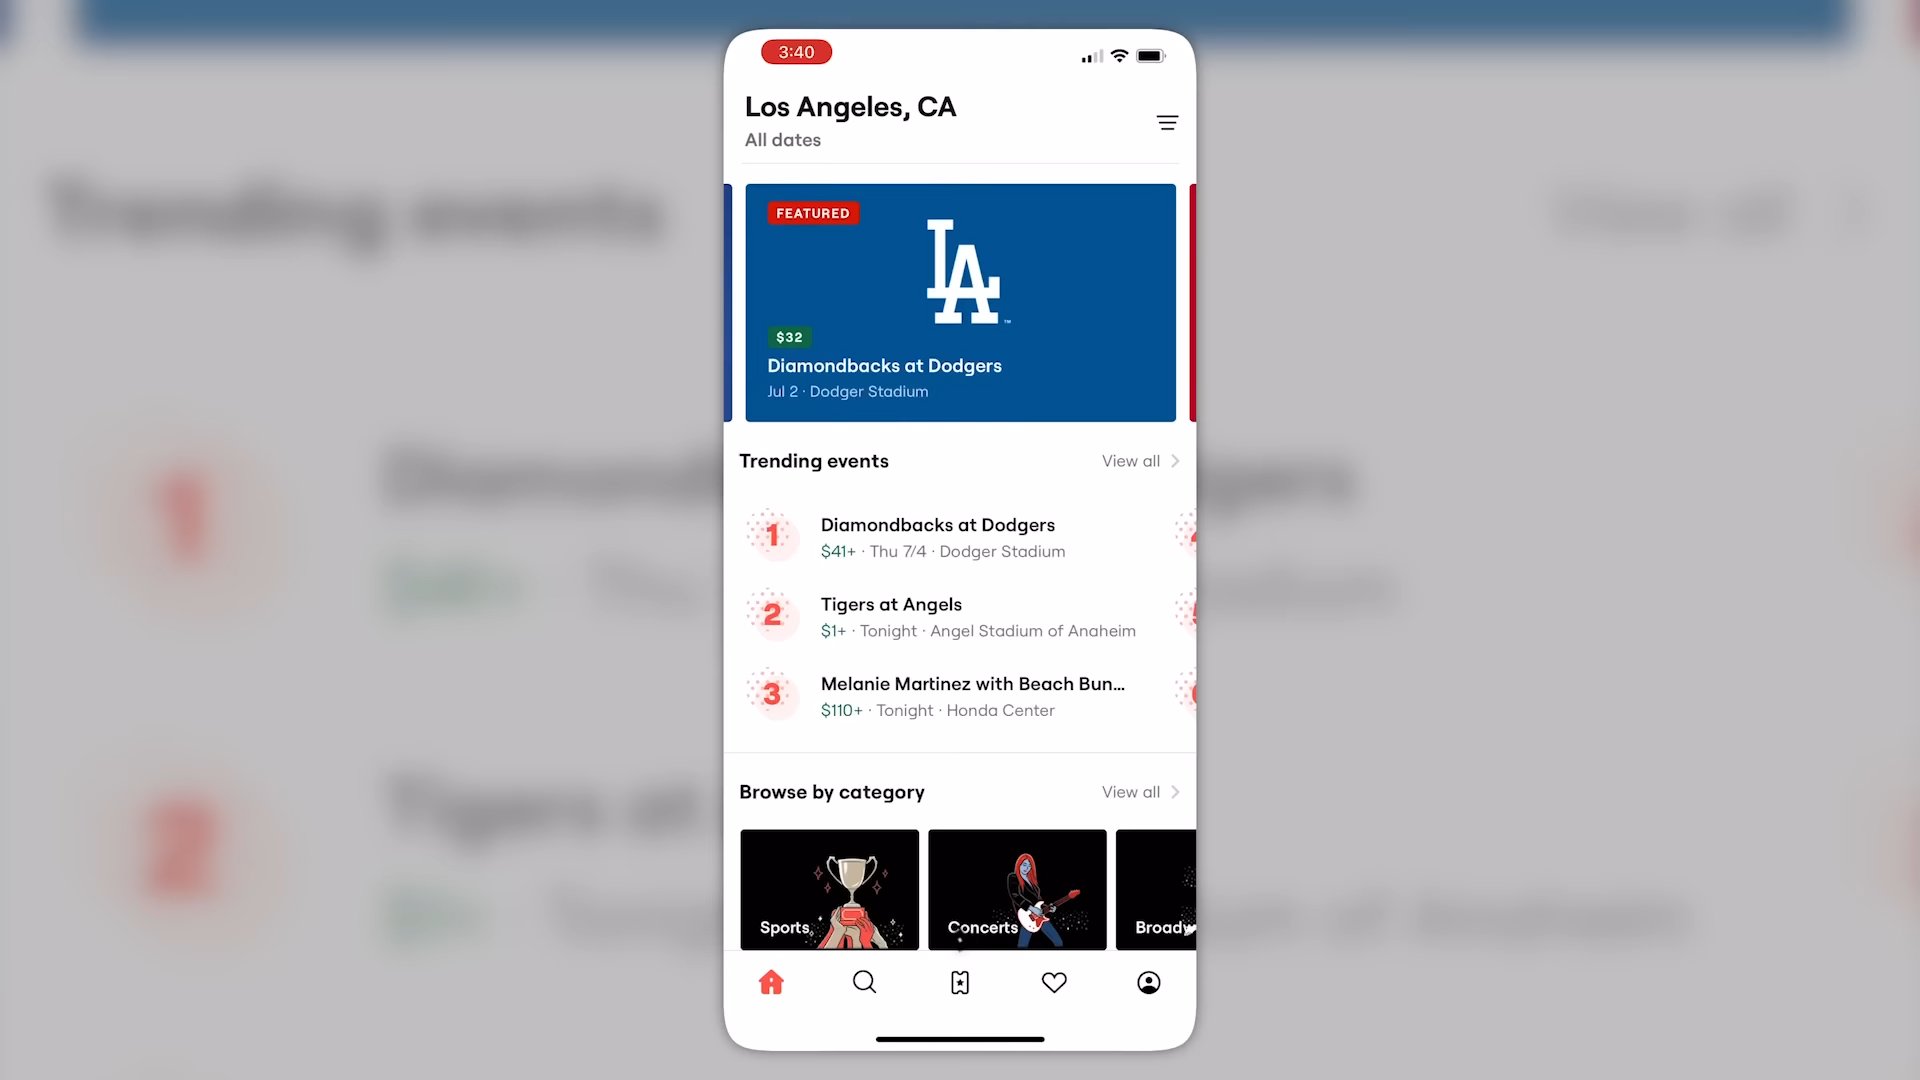 3:40
Los Angeles, CA
All dates
FEATURED
LA
$32
Diamondbacks at Dodgers
Jul 2 · Dodger Stadium
Trending events
View all
1
Diamondbacks at Dodgers
$41+ · Thu 7/4 · Dodger Stadium
2
Tigers at Angels
$1+ · Tonight · Angel Stadium of Anaheim
3
Melanie Martinez with Beach Bun...
$110+ · Tonight · Honda Center
Browse by category
View all
Sports
Concerts
Broadw